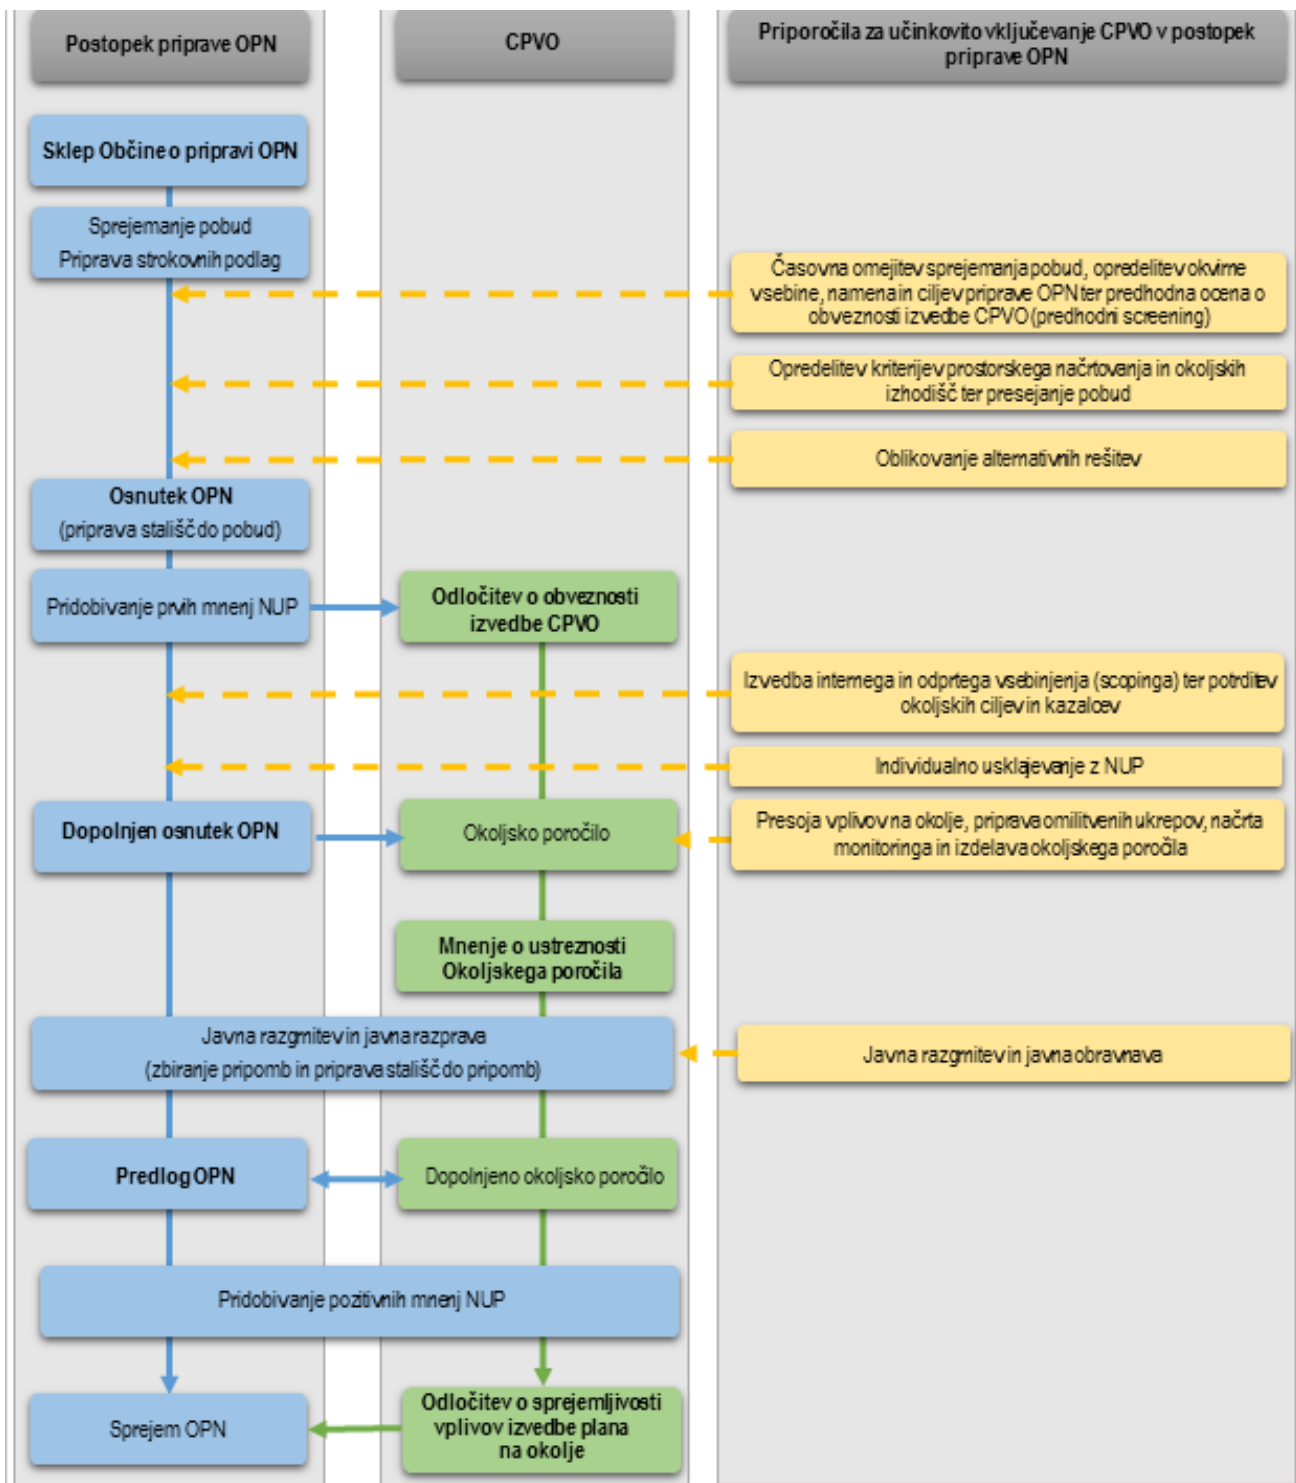 Postopek priprave OPN
CPVO
Priporočila za učinkovito vključevanje CPVO v postopek
priprave OPN
Sklep Občine o pripravi OPN
Sprejemanje pobud
Priprava strokovnih podlag
Časovna omejitev sprejemanja pobud, opredelitev okvirne
vsebine, namena in ciljev priprave OPN ter predhodna ocena o
obveznosti izvedbe CPVO (predhodni screening)
Opredelitev kriterijev prostorskega načrtovanja in okoljskih
izhodišč ter presejanje pobud
Oblikovanje alternativnih rešitev
Osnutek OPN
(priprava stališč do pobud)
Pridobivanje prvih mnenj NUP
Odločitev o obveznosti
izvedbe CPVO
Izvedba internega in odprtega vsebinjenja (scopinga) ter potrditev
okoljskih ciljev in kazalcev
Individualno usklajevanje z NUP
Dopolnjen osnutek OPN
Okoljsko poročilo
Presoja vplivov na okolje, priprava omilitvenih ukrepov, načrta
monitoringa in izdelava okoljskega poročila
Mnenje o ustreznosti
Okoljskega poročila
Javna razgrnitev in javna razprava
(zbiranje pripomb in priprava stališč do pripomb)
Javna razgrnitev in javna obravnava
Predlog OPN
Dopolnjeno okoljsko poročilo
Pridobivanje pozitivnih mnenj NUP
Sprejem OPN
Odločitev o sprejemljivosti
vplivov izvedbe plana
na okolje